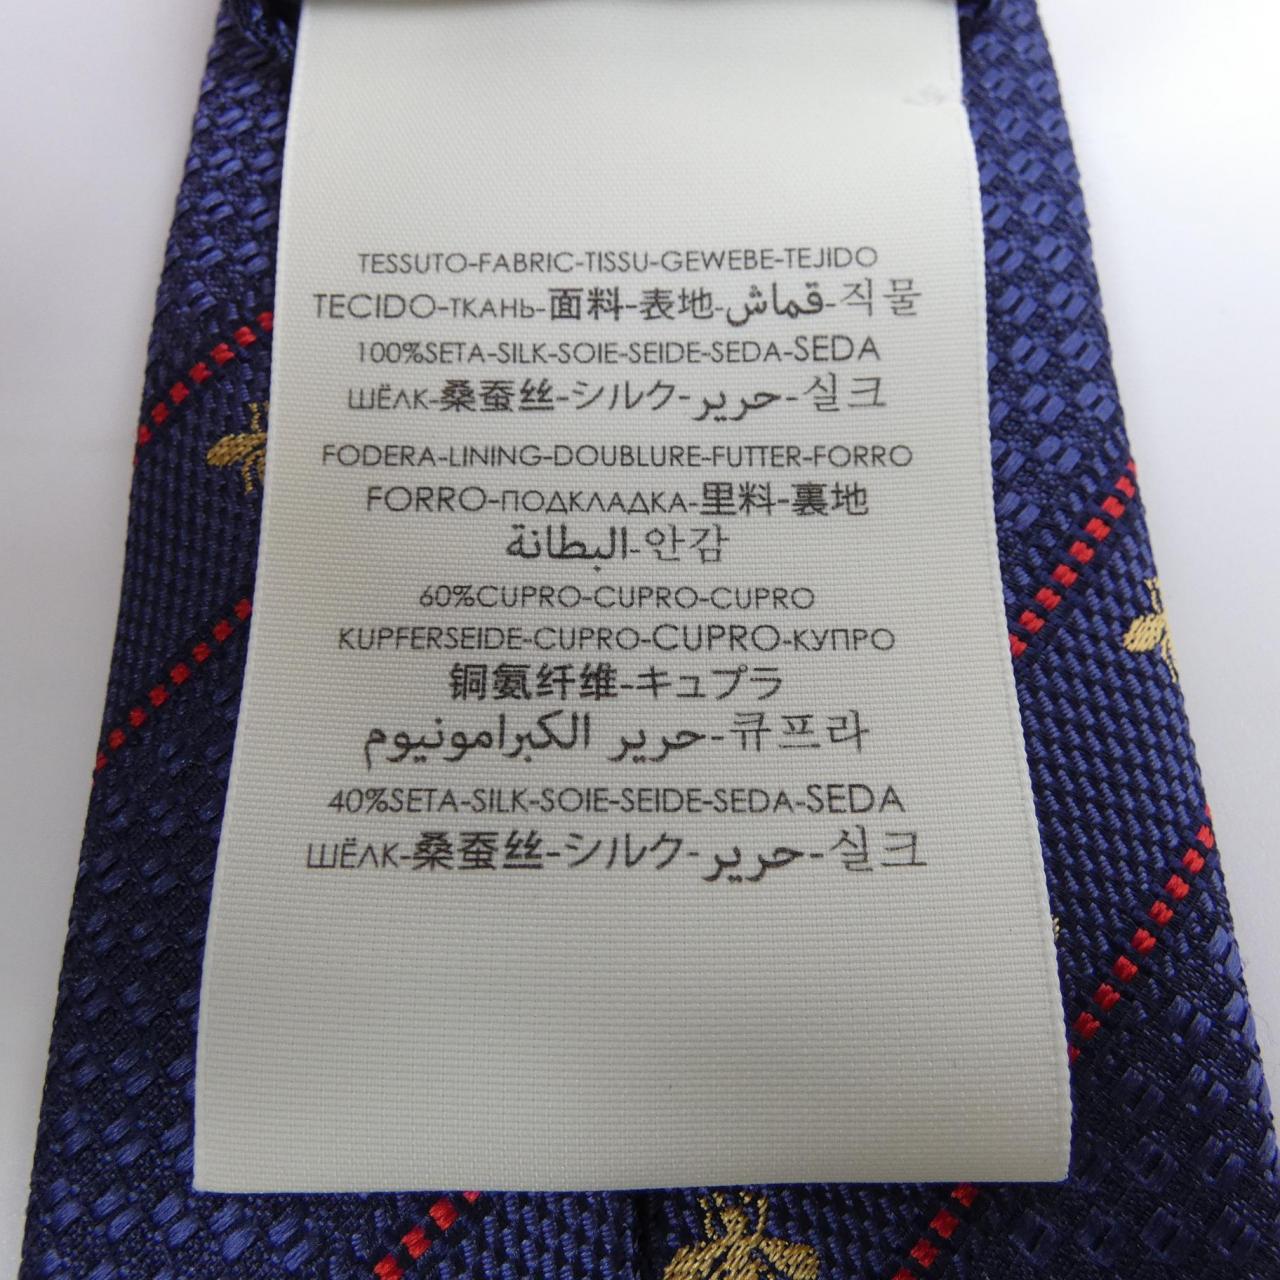 TESSUTO-FABRIC-TISSU-GEWEBE-TEJIDO
TECIDO-ТКАНЬ-面料-表地-قماش-직물
100%SETA-SILK-SOIE-SEIDE-SEDA-SEDA
ШЁЛК-桑蚕丝-シルク-حرير-실크
FODERA-LINING-DOUBLURE-FUTTER-FORRO
FORRO-ПОДКЛАДКА-里料-裏地
البطانة-안감
60%CUPRO-CUPRO-CUPRO
KUPFERSEIDE-CUPRO-CUPRO-КУПРО
铜氨纤维-キュプラ
حرير الكبرامونيوم-큐프라
40%SETA-SILK-SOIE-SEIDE-SEDA-SEDA
ШЁЛК-桑蚕丝-シルク-حرير-실크